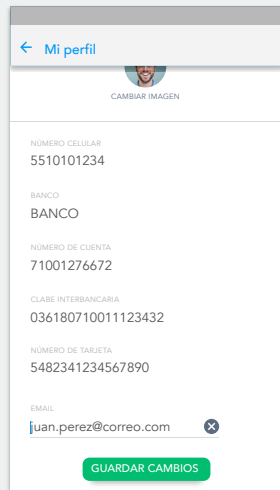 Mi perfil
CAMBIAR IMAGEN
NÚMERO CELULAR
5510101234
BANCO
BANCO
NÚMERO DE CUENTA
71001276672
CLABE INTERBANCARIA
036180710011123432
NÚMERO DE TARJETA
5482341234567890
EMAIL
juan.perez@correo.com
GUARDAR CAMBIOS